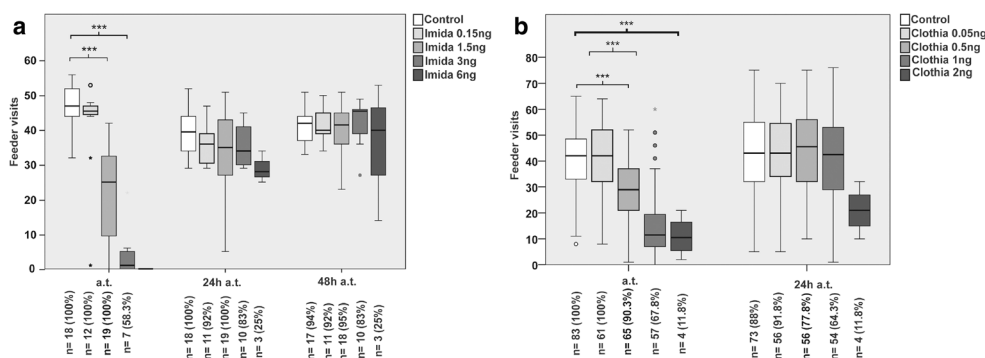 a
***
***
Feeder visits
60
50
40
30
20
10
0
a.t.
24h a.t.
48h a.t.
n= 18 (100%)
n= 12 (100%)
n= 19 (100%)
n= 7 (58.3%)
n= 18 (100%)
n= 11 (92%)
n= 19 (100%)
n= 10 (83%)
n= 3 (25%)
n= 17 (94%)
n= 11 (92%)
n= 18 (95%)
n= 10 (83%)
n= 3 (25%)
Control
Imida 0.15ng
Imida 1.5ng
Imida 3ng
Imida 6ng
b
***
***
***
Feeder visits
80
70
60
50
40
30
20
10
0
a.t.
24h a.t.
n= 83 (100%)
n= 61 (100%)
n= 65 (90.3%)
n= 57 (67.8%)
n= 4 (11.8%)
n= 73 (88%)
n= 56 (91.8%)
n= 56 (77.8%)
n= 54 (64.3%)
n= 4 (11.8%)
Control
Clothia 0.05ng
Clothia 0.5ng
Clothia 1ng
Clothia 2ng